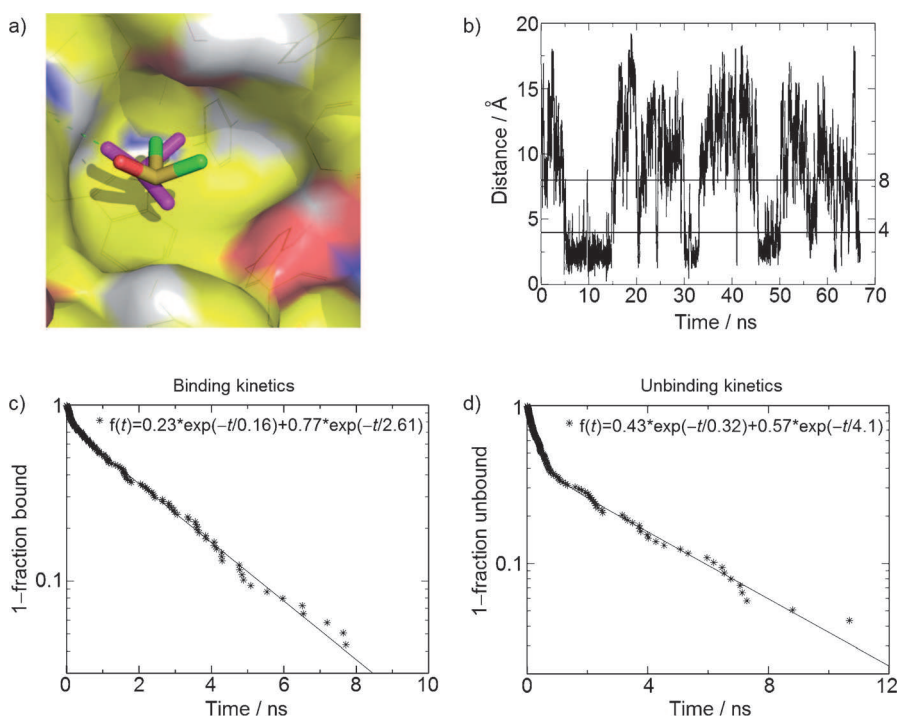 a)
b)
Distance / Å
20
15
10
5
0
8
4
0 10 20 30 40 50 60 70
Time / ns
c)
Binding kinetics
1
* f(t)=0.23*exp(−t/0.16)+0.77*exp(−t/2.61)
1−fraction bound
0.1
0 2 4 6 8 10
Time / ns
d)
Unbinding kinetics
1
* f(t)=0.43*exp(−t/0.32)+0.57*exp(−t/4.1)
1−fraction unbound
0.1
0 4 8 12
Time / ns